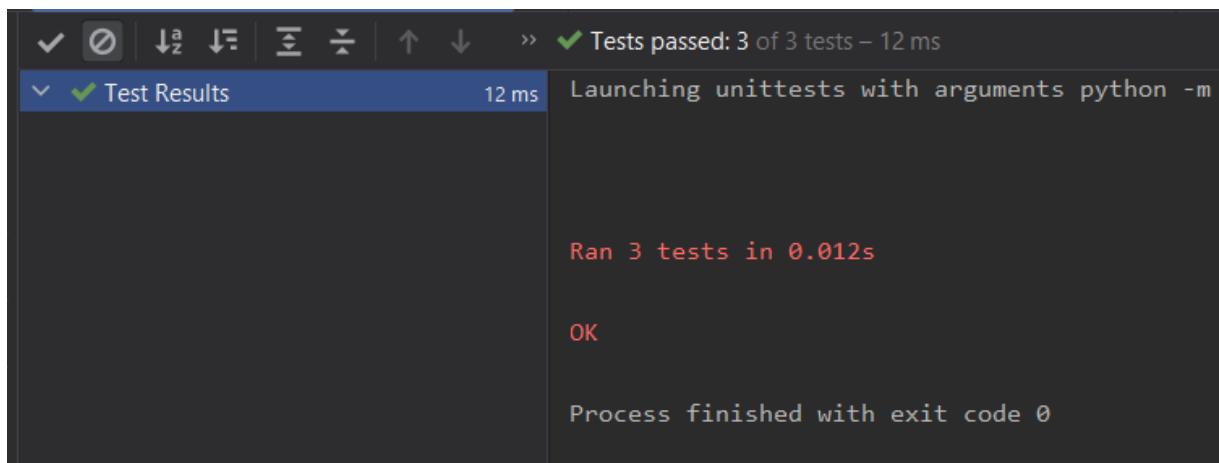 Tests passed: 3 of 3 tests – 12 ms
Test Results 12 ms
Launching unittests with arguments python -m
Ran 3 tests in 0.012s
OK
Process finished with exit code 0